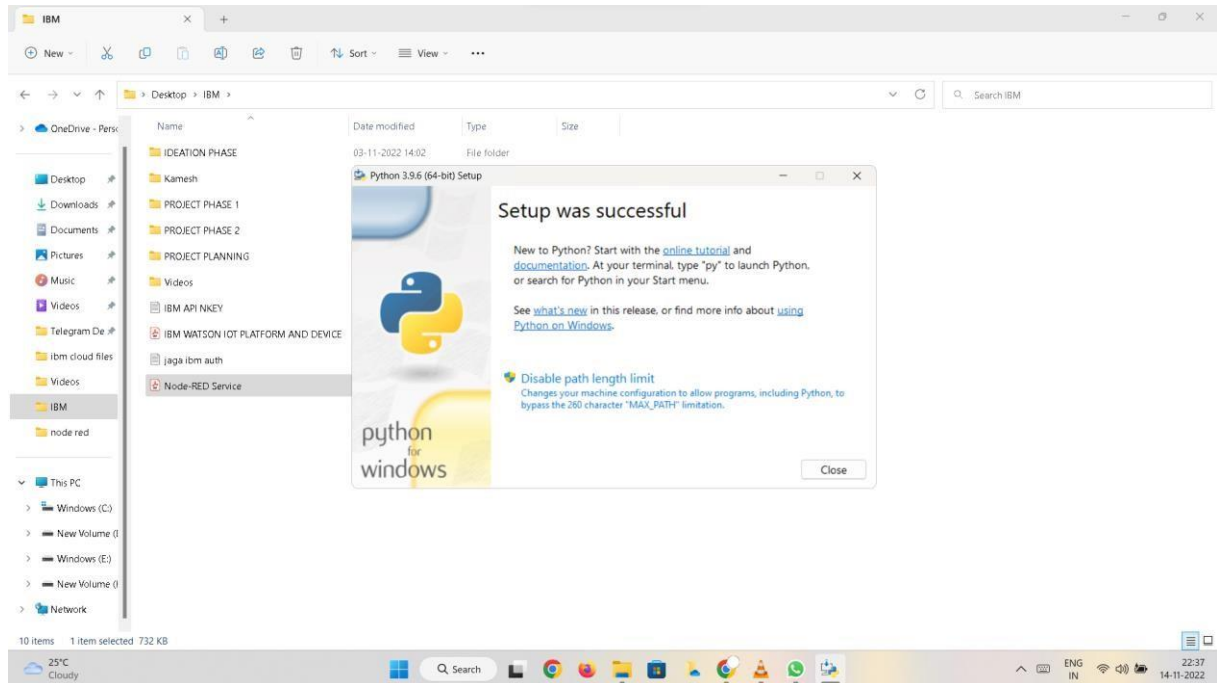 IBM
New
Sort
View
Desktop > IBM >
Search IBM
OneDrive - Perso
Desktop
Downloads
Documents
Pictures
Music
Videos
Telegram De
ibm cloud files
Videos
IBM
node red
This PC
Windows (C:)
New Volume (
Windows (E:)
New Volume (
Network
Name Date modified Type Size
IDEATION PHASE 03-11-2022 14:02 File folder
Kamesh
PROJECT PHASE 1
PROJECT PHASE 2
PROJECT PLANNING
Videos
IBM API NKEY
IBM WATSON IOT PLATFORM AND DEVICE
jaga ibm auth
Node-RED Service
Python 3.9.6 (64-bit) Setup
Setup was successful
New to Python? Start with the online tutorial and
documentation. At your terminal, type "py" to launch Python,
or search for Python in your Start menu.
See what's new in this release, or find more info about using
Python on Windows.
Disable path length limit
Changes your machine configuration to allow programs, including Python, to
bypass the 260 character "MAX_PATH" limitation.
python
for
windows
Close
10 items 1 item selected 732 KB
25°C
Cloudy
Search
ENG
IN
22:37
14-11-2022